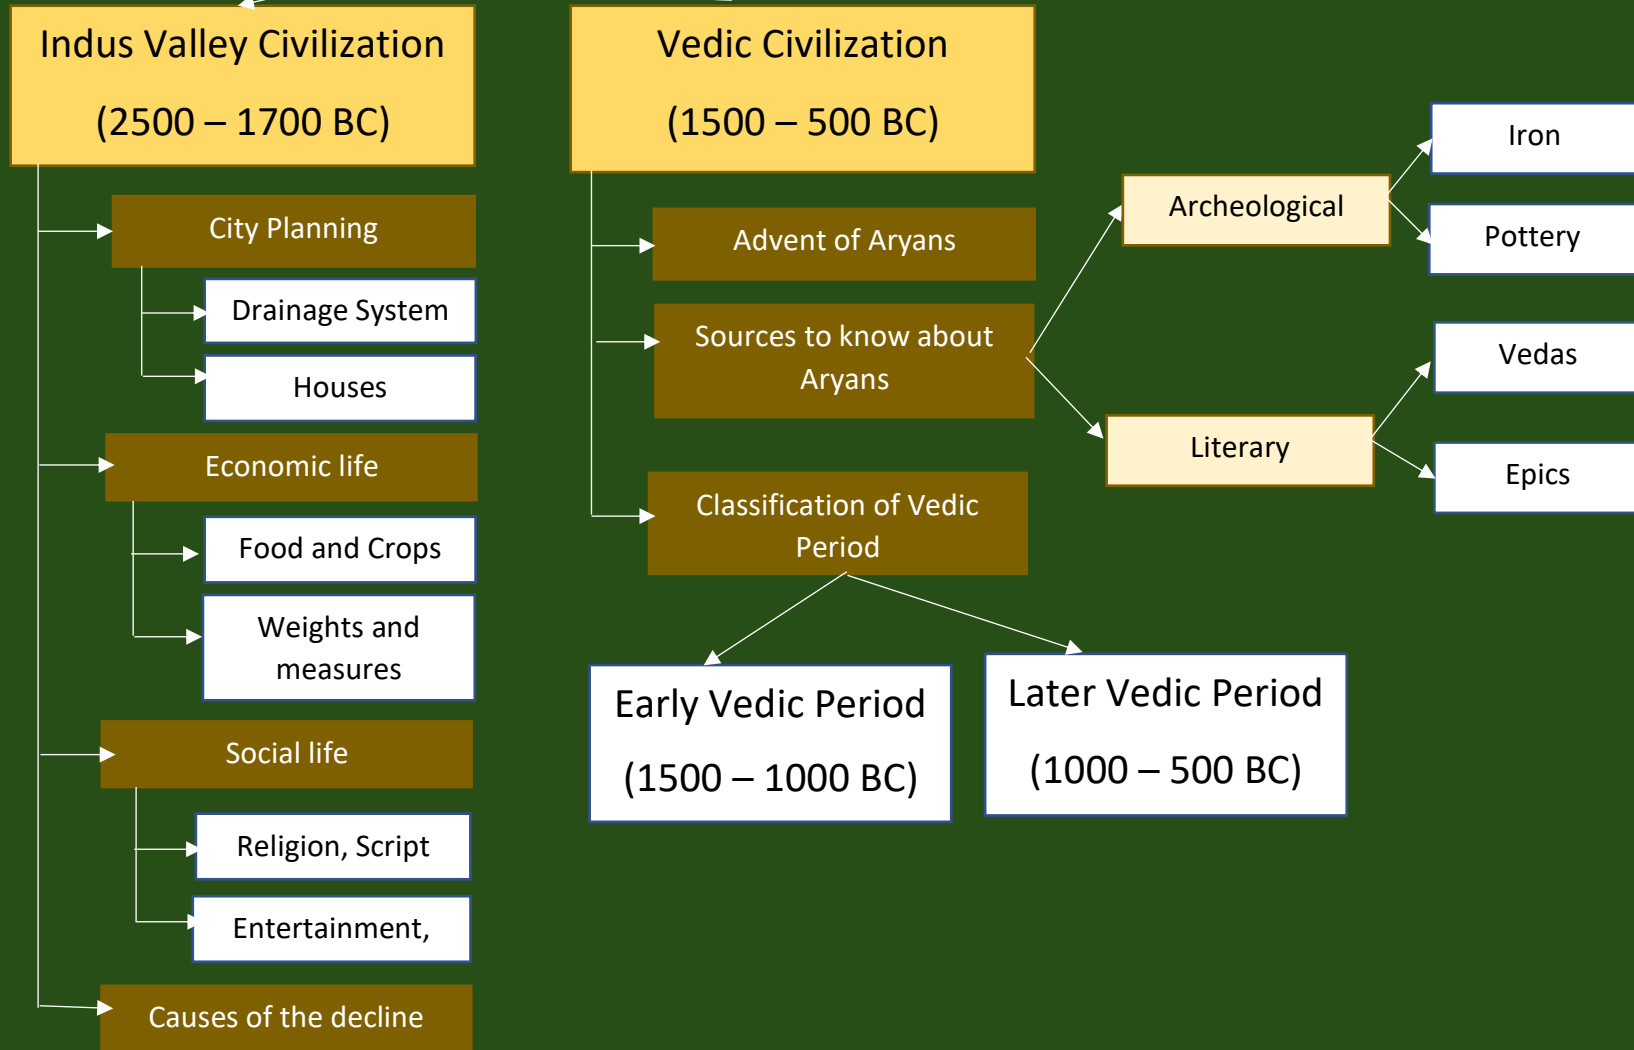 Indus Valley Civilization
(2500 – 1700 BC)
City Planning
Drainage System
Houses
Economic life
Food and Crops
Weights and
measures
Social life
Religion, Script
Entertainment,
Causes of the decline
Vedic Civilization
(1500 – 500 BC)
Advent of Aryans
Sources to know about
Aryans
Archeological
Iron
Pottery
Literary
Vedas
Epics
Classification of Vedic
Period
Early Vedic Period
(1500 – 1000 BC)
Later Vedic Period
(1000 – 500 BC)